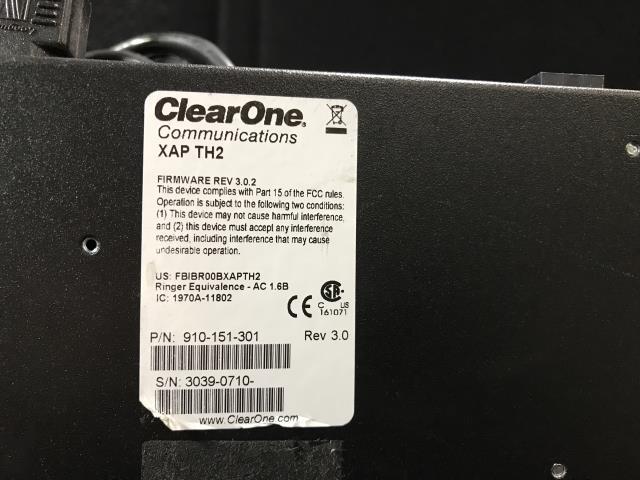 ClearOne®
Communications
XAP TH2
FIRMWARE REV 3.0.2
This device complies with Part 15 of the FCC rules.
Operation is subject to the following two conditions:
(1) This device may not cause harmful interference,
and (2) this device must accept any interference
received, including interference that may cause
undesirable operation.
US: FBIBR00BXAPTH2
Ringer Equivalence - AC 1.6B
IC: 1970A-11802
CE
SA
C US
161071
P/N: 910-151-301 Rev 3.0
S/N: 3039-0710-
www.ClearOne.com